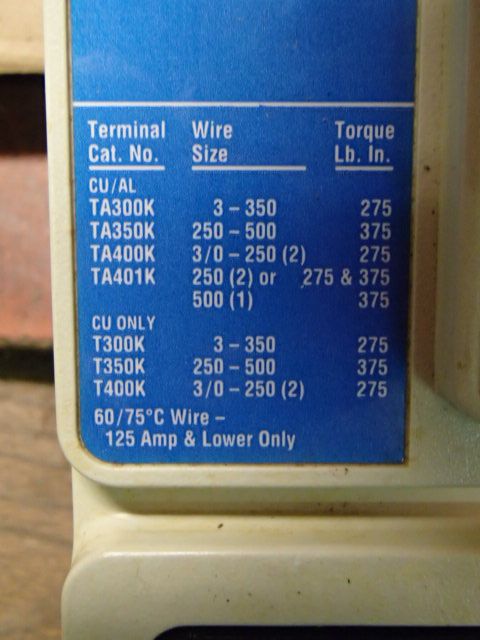 Terminal Wire Torque
Cat. No. Size Lb. In.
CU/AL
TA300K 3 – 350 275
TA350K 250 – 500 375
TA400K 3/0 – 250 (2) 275
TA401K 250 (2) or 275 & 375
500 (1) 375
CU ONLY
T300K 3 – 350 275
T350K 250 – 500 375
T400K 3/0 – 250 (2) 275
60/75°C Wire –
125 Amp & Lower Only